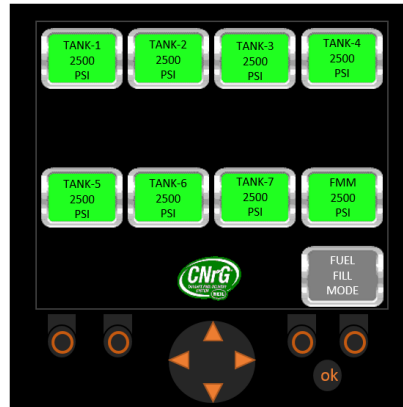 TANK-1
2500
PSI
TANK-2
2500
PSI
TANK-3
2500
PSI
TANK-4
2500
PSI
TANK-5
2500
PSI
TANK-6
2500
PSI
TANK-7
2500
PSI
FMM
2500
PSI
CNrG
FUEL
FILL
MODE
ok